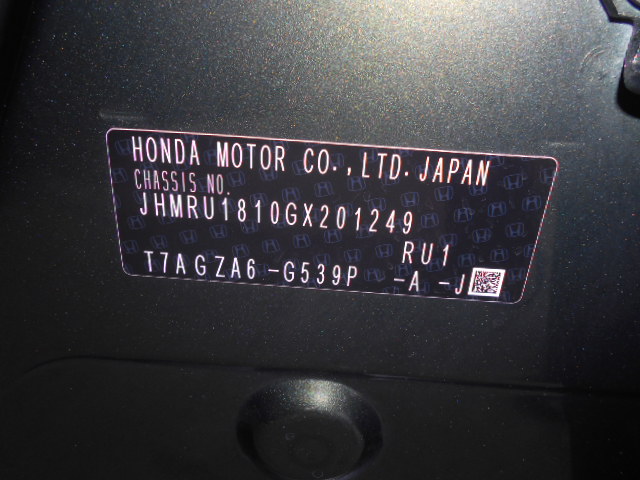 HONDA MOTOR CO.,LTD.JAPAN
CHASSIS NO.
JHMRU1810GX201249
RU1
T7AGZA6-G539P -A -J